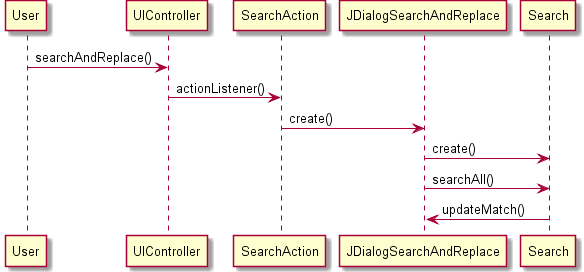 User UIController SearchAction JDialogSearchAndReplace Search
searchAndReplace()
actionListener()
create()
create()
searchAll()
updateMatch()
User UIController SearchAction JDialogSearchAndReplace Search